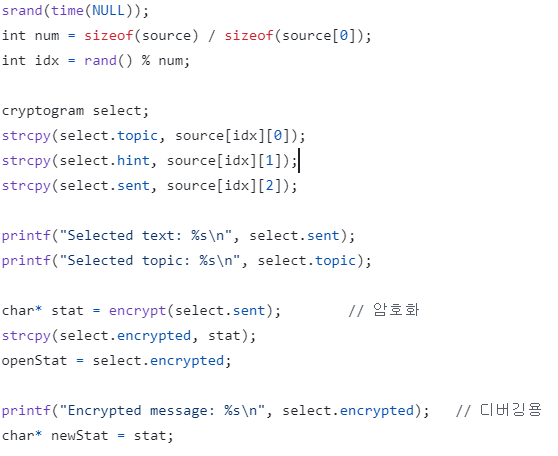 srand(time(NULL));
int num = sizeof(source) / sizeof(source[0]);
int idx = rand() % num;
cryptogram select;
strcpy(select.topic, source[idx][0]);
strcpy(select.hint, source[idx][1]);
strcpy(select.sent, source[idx][2]);
printf("Selected text: %s\n", select.sent);
printf("Selected topic: %s\n", select.topic);
char* stat = encrypt(select.sent);        // 암호화
strcpy(select.encrypted, stat);
openStat = select.encrypted;
printf("Encrypted message: %s\n", select.encrypted);   // 디버깅용
char* newStat = stat;